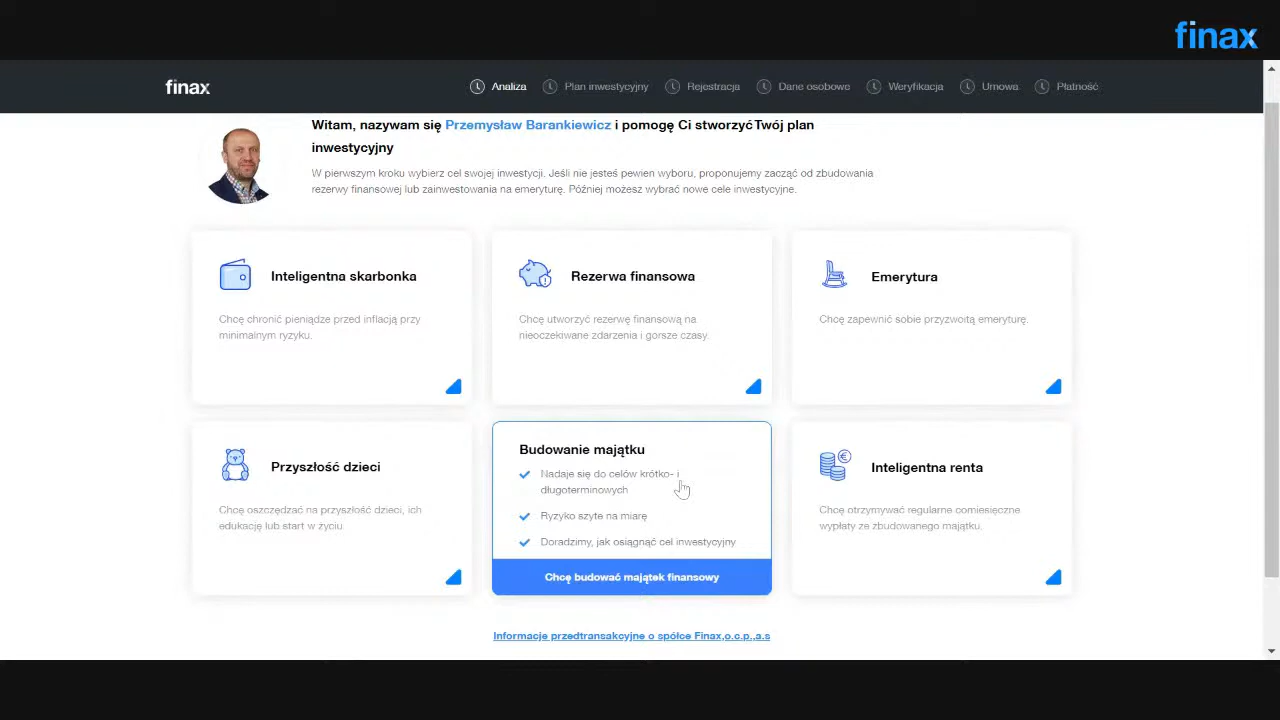 finax
finax
Analiza
Plan inwestycyjny
Rejestracja
Dane osobowe
Weryfikacja
Umowa
Płatność
Witam, nazywam się Przemysław Barankiewicz i pomogę Ci stworzyć Twój plan
inwestycyjny
W pierwszym kroku wybierz cel swojej inwestycji. Jeśli nie jesteś pewien wyboru, proponujemy zacząć od zbudowania
rezerwy finansowej lub zainwestowania na emeryturę. Później możesz wybrać nowe cele inwestycyjne.
Inteligentna skarbonka
Chcę chronić pieniądze przed inflacją przy
minimalnym ryzyku.
Rezerwa finansowa
Chcę utworzyć rezerwę finansową na
nieoczekiwane zdarzenia i gorsze czasy.
Emerytura
Chcę zapewnić sobie przyzwoitą emeryturę.
Przyszłość dzieci
Chcę oszczędzać na przyszłość dzieci, ich
edukację lub start w życiu.
Budowanie majątku
Nadaje się do celów krótko- i
długoterminowych
Ryzyko szyte na miarę
Doradzimy, jak osiągnąć cel inwestycyjny
Chcę budować majątek finansowy
Inteligentna renta
Chcę otrzymywać regularne comiesięczne
wypłaty ze zbudowanego majątku.
Informacje przedtransakcyjne o spółce Finax,o.c.p.,a.s